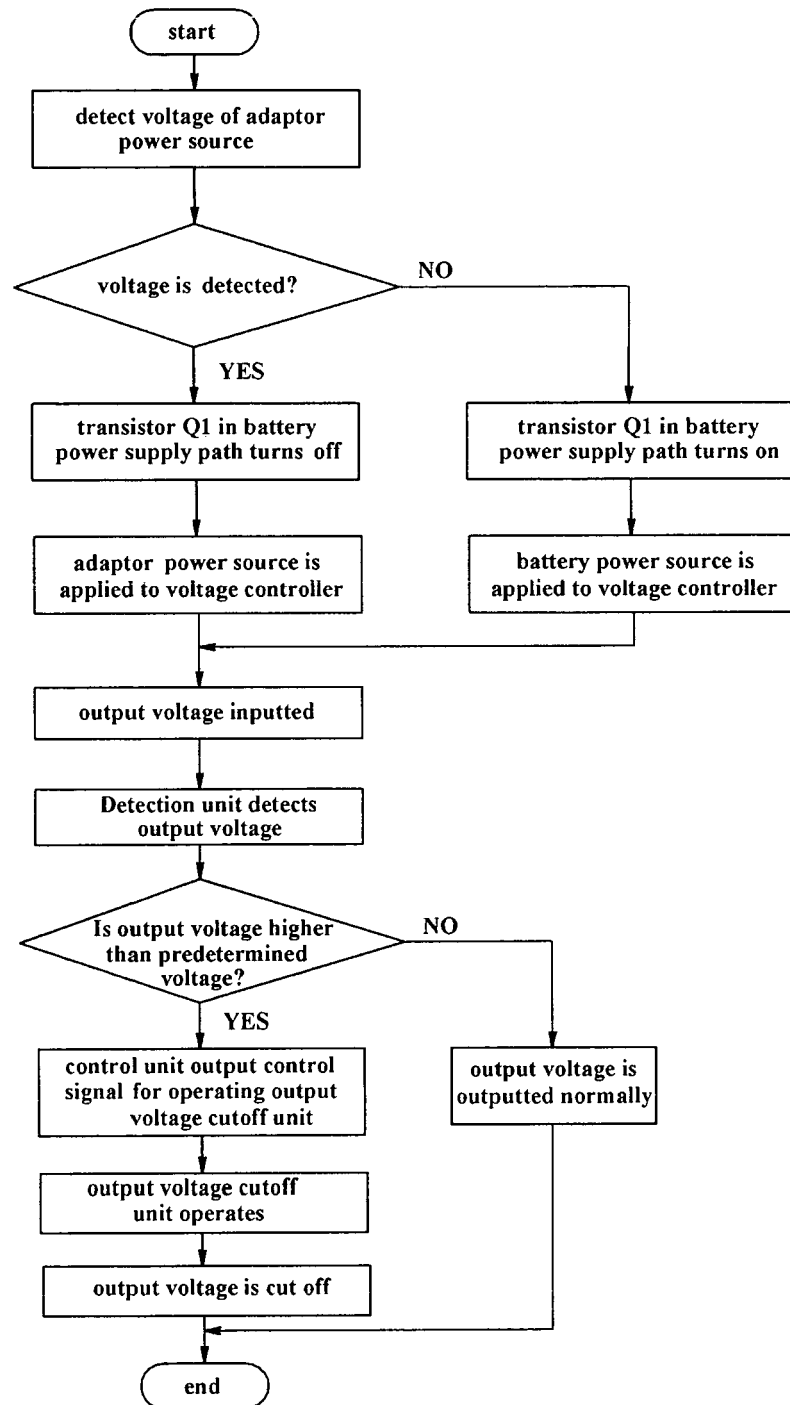 start
detect voltage of adaptor
power source
voltage is detected?
NO
YES
transistor Q1 in battery
power supply path turns off
transistor Q1 in battery
power supply path turns on
adaptor power source is
applied to voltage controller
battery power source is
applied to voltage controller
output voltage inputted
Detection unit detects
output voltage
Is output voltage higher
than predetermined
voltage?
NO
YES
control unit output control
signal for operating output
voltage cutoff unit
output voltage is
outputted normally
output voltage cutoff
unit operates
output voltage is cut off
end